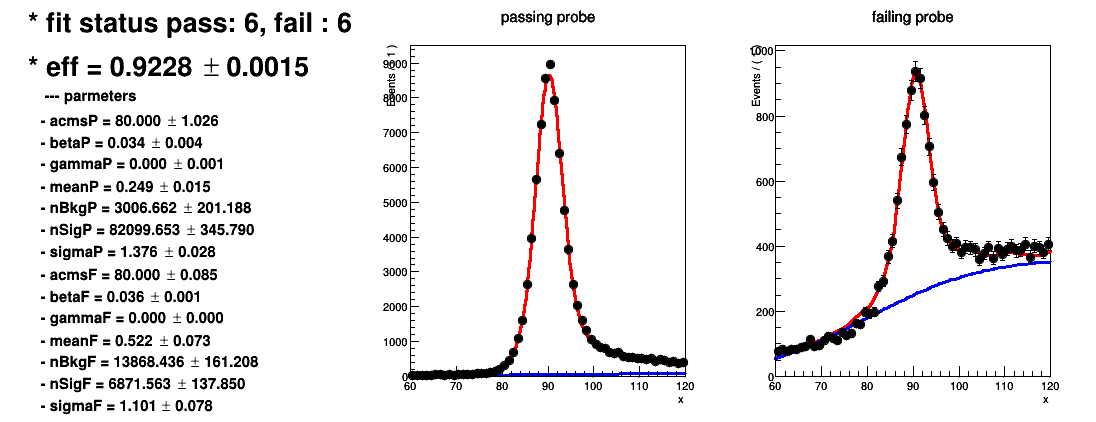 * fit status pass: 6, fail : 6
* eff = 0.9228 ± 0.0015
--- parmeters
- acmsP = 80.000 ± 1.026
- betaP = 0.034 ± 0.004
- gammaP = 0.000 ± 0.001
- meanP = 0.249 ± 0.015
- nBkgP = 3006.662 ± 201.188
- nSigP = 82099.653 ± 345.790
- sigmaP = 1.376 ± 0.028
- acmsF = 80.000 ± 0.085
- betaF = 0.036 ± 0.001
- gammaF = 0.000 ± 0.000
- meanF = 0.522 ± 0.073
- nBkgF = 13868.436 ± 161.208
- nSigF = 6871.563 ± 137.850
- sigmaF = 1.101 ± 0.078
passing probe
9000
8000
7000
6000
5000
4000
3000
2000
1000
0
60 70 80 90 100 110 120
x
failing probe
Events / (
1000
800
600
400
200
0
60 70 80 90 100 110 120
x